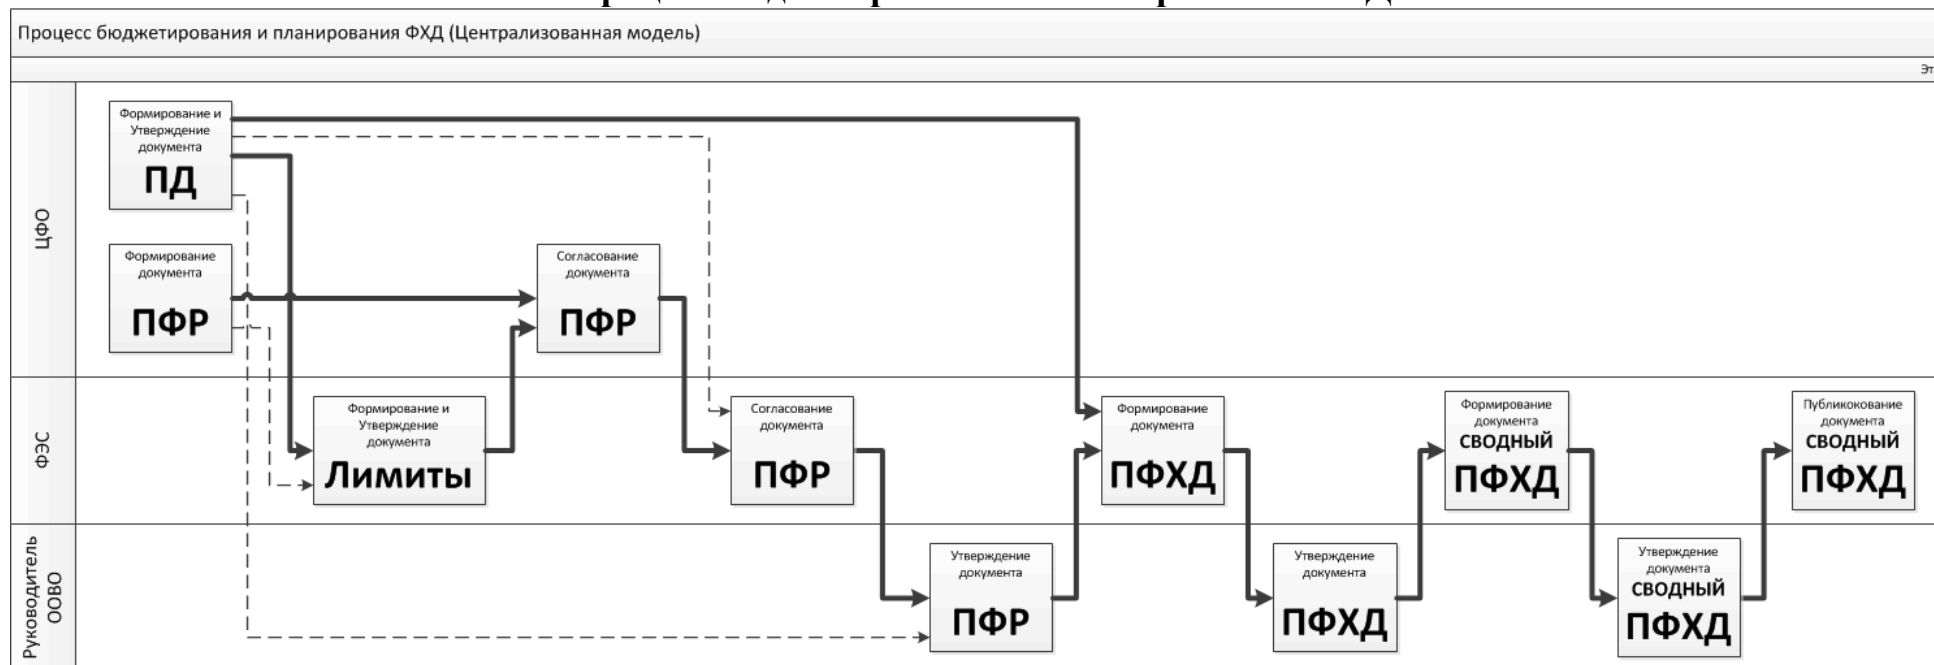 Процесс бюджетирования и планирования ФХД (Централизованная модель)
Эт
ЦФО
Формирование и
Утверждение
документа
ПД
Формирование
документа
ПФР
Согласование
документа
ПФР
ФЭС
Формирование и
Утверждение
документа
Лимиты
Согласование
документа
ПФР
Формирование
документа
ПФХД
Формирование
документа
СВОДНЫЙ
ПФХД
Публикокование
документа
СВОДНЫЙ
ПФХД
Руководитель
ООВО
Утверждение
документа
ПФР
Утверждение
документа
ПФХД
Утверждение
документа
СВОДНЫЙ
ПФХД